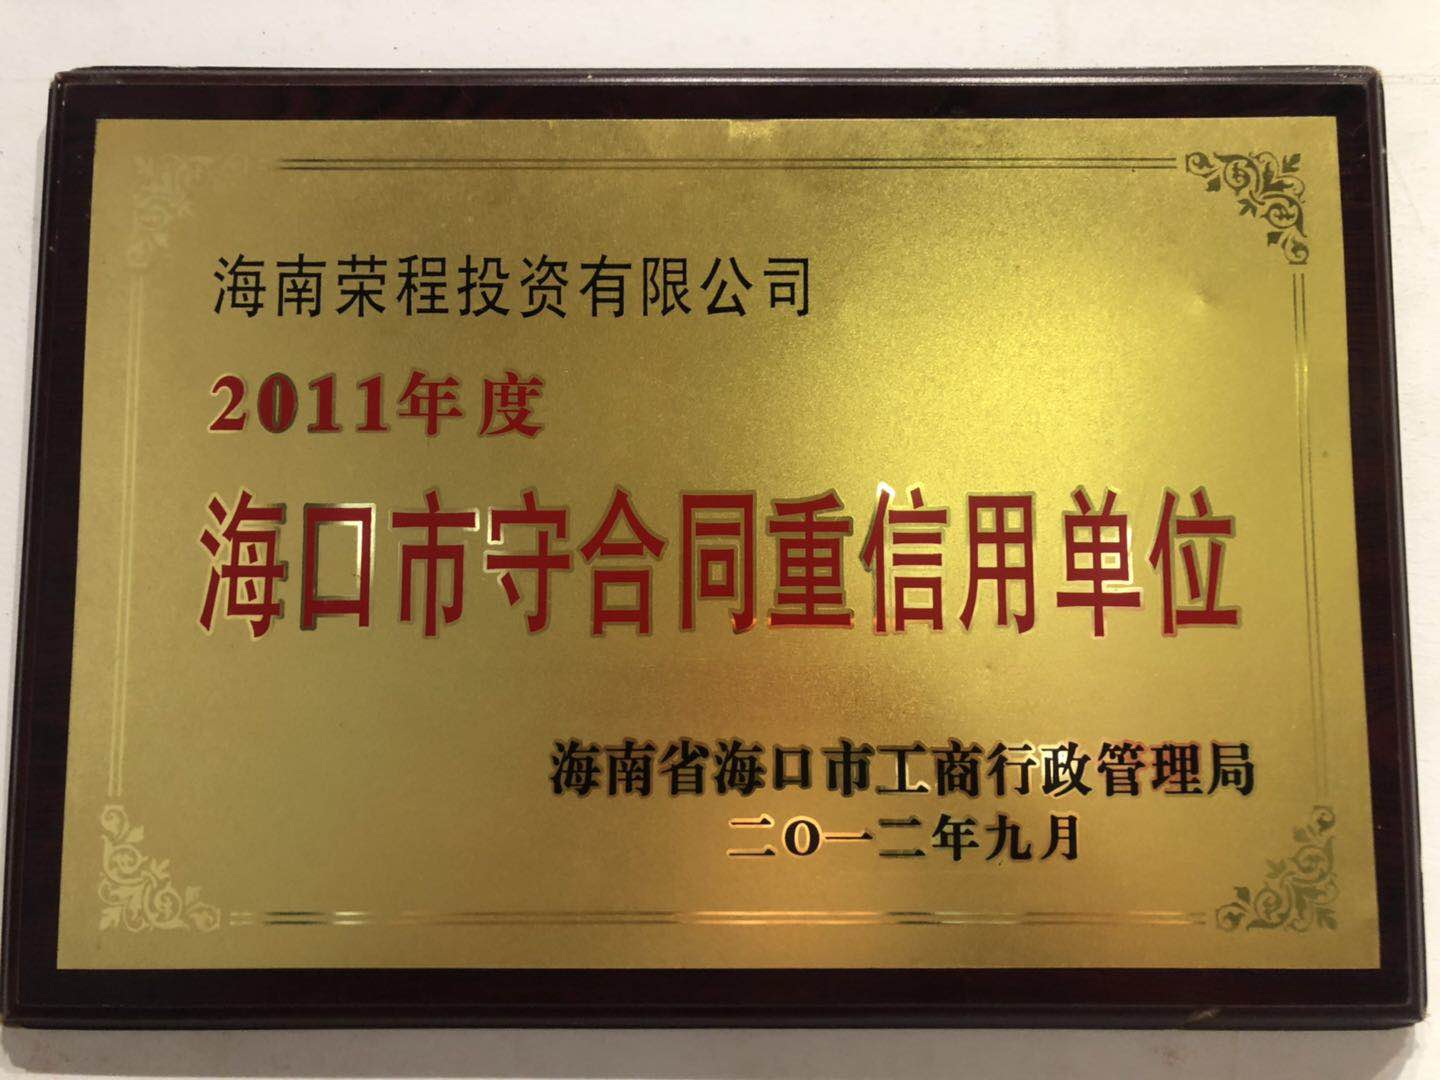 海南荣程投资有限公司
2011年度
海口市守合同重信用单位
海南省海口市工商行政管理局
二O一二年九月